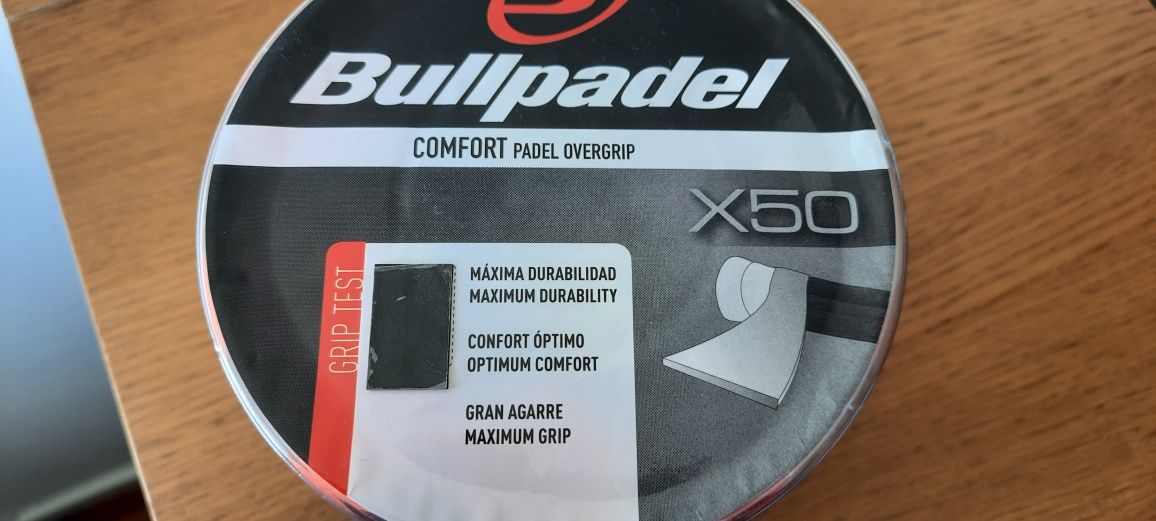 Bullpadel
COMFORT PADEL OVERGRIP
X50
GRIP TEST
MÁXIMA DURABILIDAD
MAXIMUM DURABILITY
CONFORT ÓPTIMO
OPTIMUM COMFORT
GRAN AGARRE
MAXIMUM GRIP